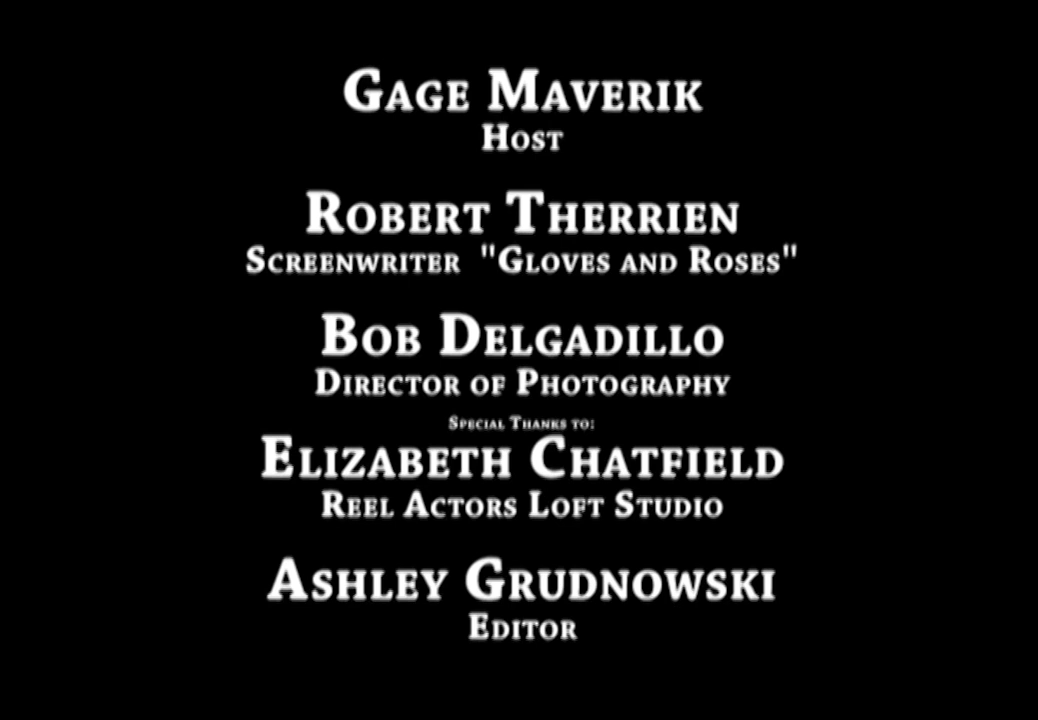 Gage Maverik
Host
Robert Therrien
Screenwriter "Gloves and Roses"
Bob Delgadillo
Director of Photography
Special Thanks to:
Elizabeth Chatfield
Reel Actors Loft Studio
Ashley Grudnowski
Editor